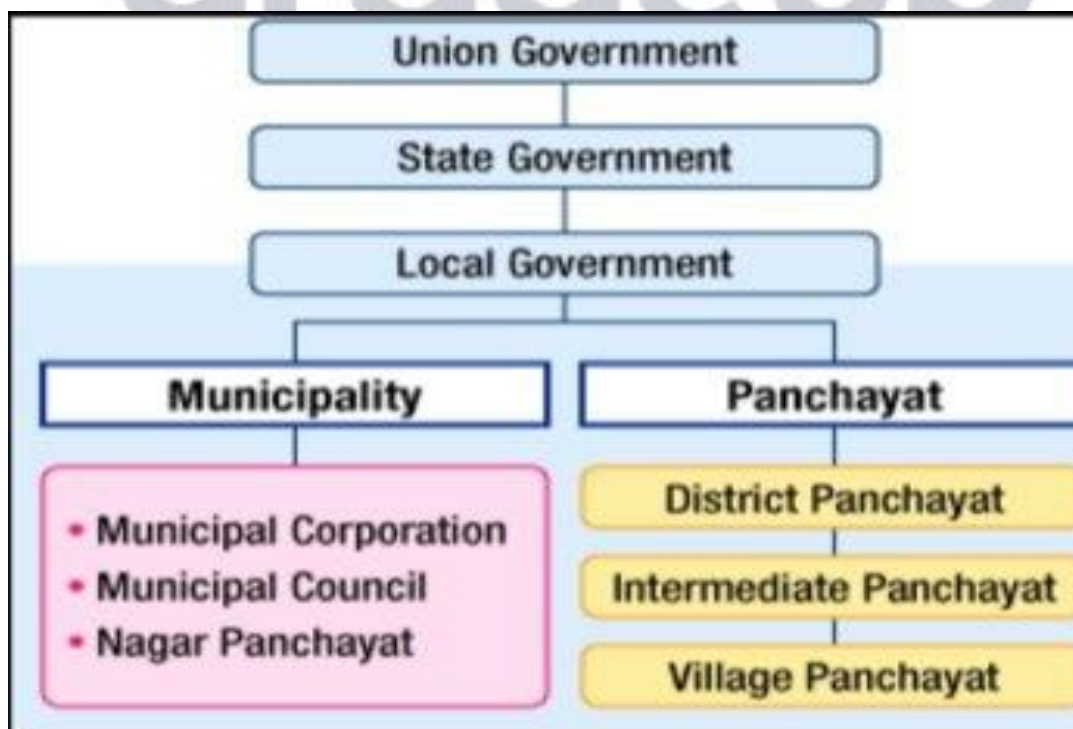 Union Government
State Government
Local Government
Municipality
• Municipal Corporation
• Municipal Council
• Nagar Panchayat
Panchayat
District Panchayat
Intermediate Panchayat
Village Panchayat